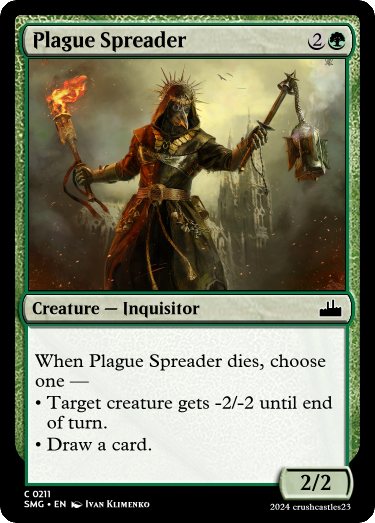 Plague Spreader 2
Creature — Inquisitor
When Plague Spreader dies, choose
one —
• Target creature gets -2/-2 until end
of turn.
• Draw a card.
2/2
C 0211
SMG • EN Ivan Klimenko
2024 crushcastles23